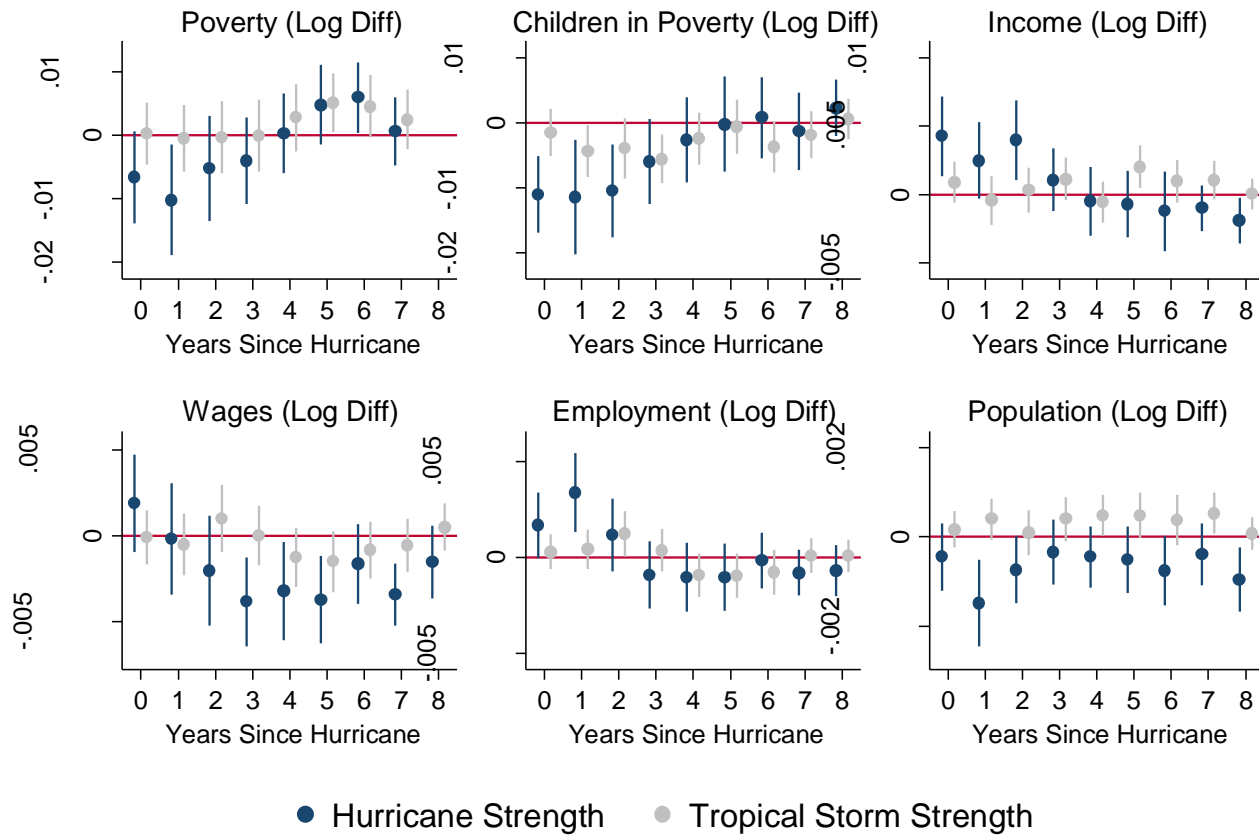 Poverty (Log Diff)
.01
0
-.01
-.02
0 1 2 3 4 5 6 7 8
Years Since Hurricane
Children in Poverty (Log Diff)
.01
0
-.01
-.02
0 1 2 3 4 5 6 7 8
Years Since Hurricane
Income (Log Diff)
.005
0
-.005
0 1 2 3 4 5 6 7 8
Years Since Hurricane
Wages (Log Diff)
.005
0
-.005
0 1 2 3 4 5 6 7 8
Years Since Hurricane
Employment (Log Diff)
.005
0
-.005
0 1 2 3 4 5 6 7 8
Years Since Hurricane
Population (Log Diff)
.002
0
-.002
0 1 2 3 4 5 6 7 8
Years Since Hurricane
Hurricane Strength Tropical Storm Strength